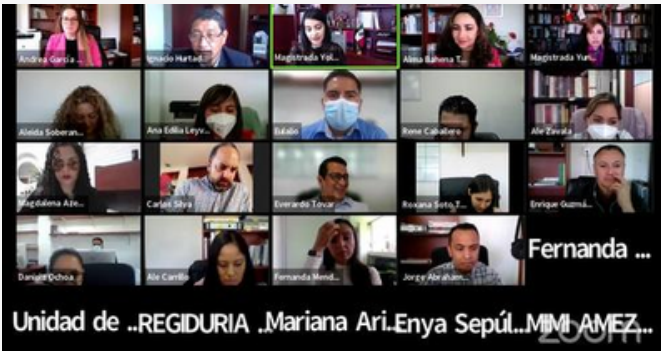 Andrea García ...
Ignacio Hurtad...
Magistrada Yol...
Alma Bahena T...
Magistrada Yuri...
Aleida Soberan...
Ana Edilia Leyv...
Eulalio
Rene Caballero
Ale Zavala
Magdalena Aze...
Carlos Silva
Everardo Tovar
Roxana Soto T...
Enrique Guzmá...
Daniela Ochoa
Ale Carrillo
Fernanda Mend...
Jorge Abraham...
Fernanda ...
Unidad de ...
REGIDURIA ...
Mariana Ari...
Enya Sepúl...
MIMI AMEZ...
zoom